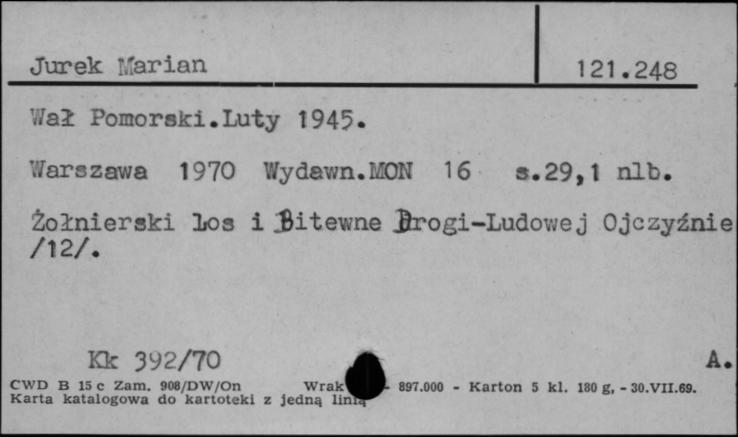 Jurek Marian 121.248
Wał Pomorski.Luty 1945.
Warszawa 1970 Wydawn.MON 16 s.29,1 nlb.
Żołnierski Los i Bitewne Drogi-Ludowej Ojczyźnie
/12/.
Kk 392/70 A.
CWD B 15 c Zam. 908/DW/On Wrak - 897.000 - Karton 5 kl. 180 g, - 30.VII.69.
Karta katalogowa do kartoteki z jedną linią